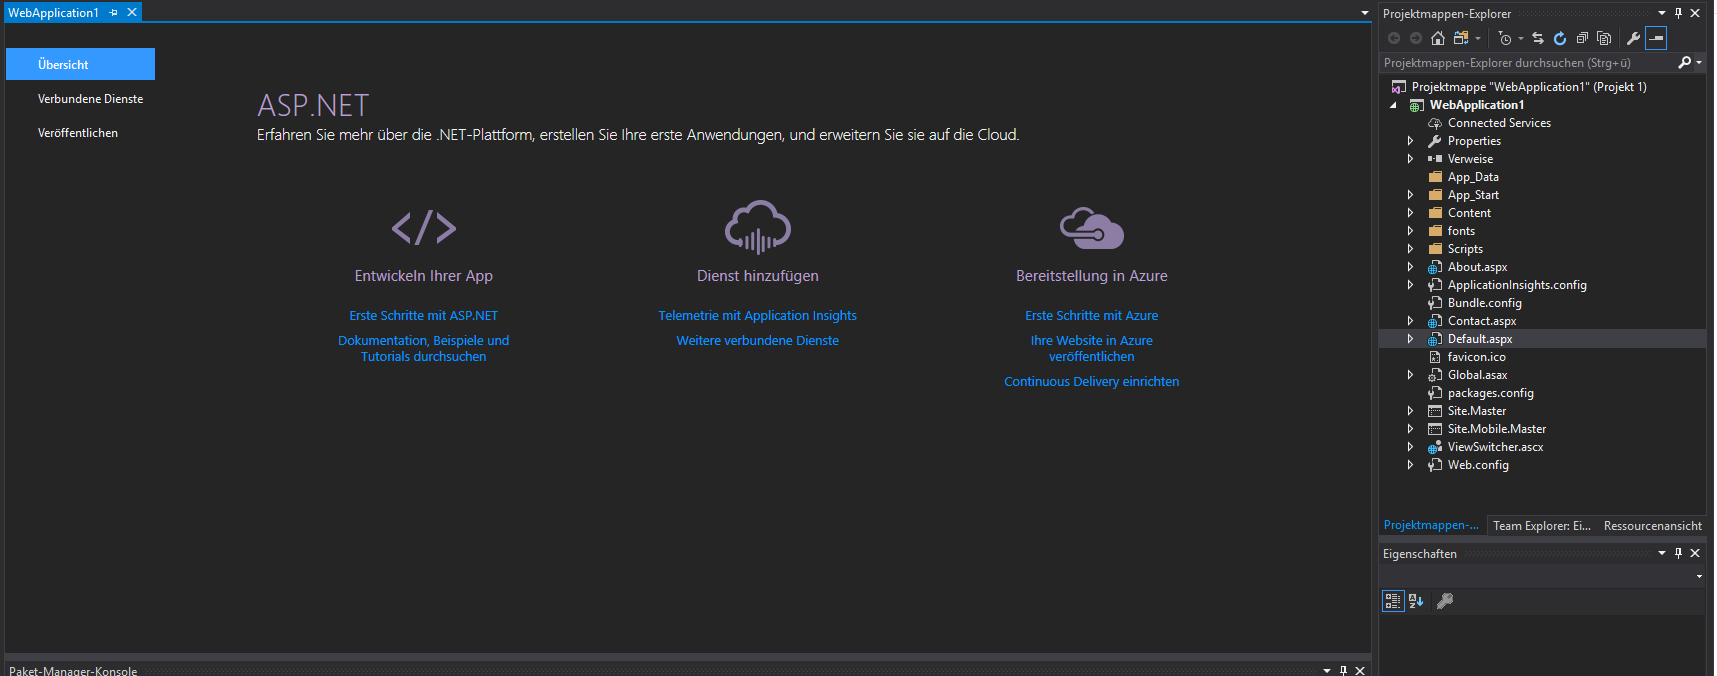 WebApplication1
Übersicht
Verbundene Dienste
Veröffentlichen
ASP.NET
Erfahren Sie mehr über die .NET-Plattform, erstellen Sie Ihre erste Anwendungen, und erweitern Sie sie auf die Cloud.
Entwickeln Ihrer App
Erste Schritte mit ASP.NET
Dokumentation, Beispiele und
Tutorials durchsuchen
Dienst hinzufügen
Telemetrie mit Application Insights
Weitere verbundene Dienste
Bereitstellung in Azure
Erste Schritte mit Azure
Ihre Website in Azure
veröffentlichen
Continuous Delivery einrichten
Paket-Manager-Konsole
Projektmappen-Explorer
Projektmappen-Explorer durchsuchen (Strg+ü)
Projektmappe "WebApplication1" (Projekt 1)
WebApplication1
Connected Services
Properties
Verweise
App_Data
App_Start
Content
fonts
Scripts
About.aspx
ApplicationInsights.config
Bundle.config
Contact.aspx
Default.aspx
favicon.ico
Global.asax
packages.config
Site.Master
Site.Mobile.Master
ViewSwitcher.ascx
Web.config
Projektmappen-... Team Explorer: Ei... Ressourcenansicht
Eigenschaften